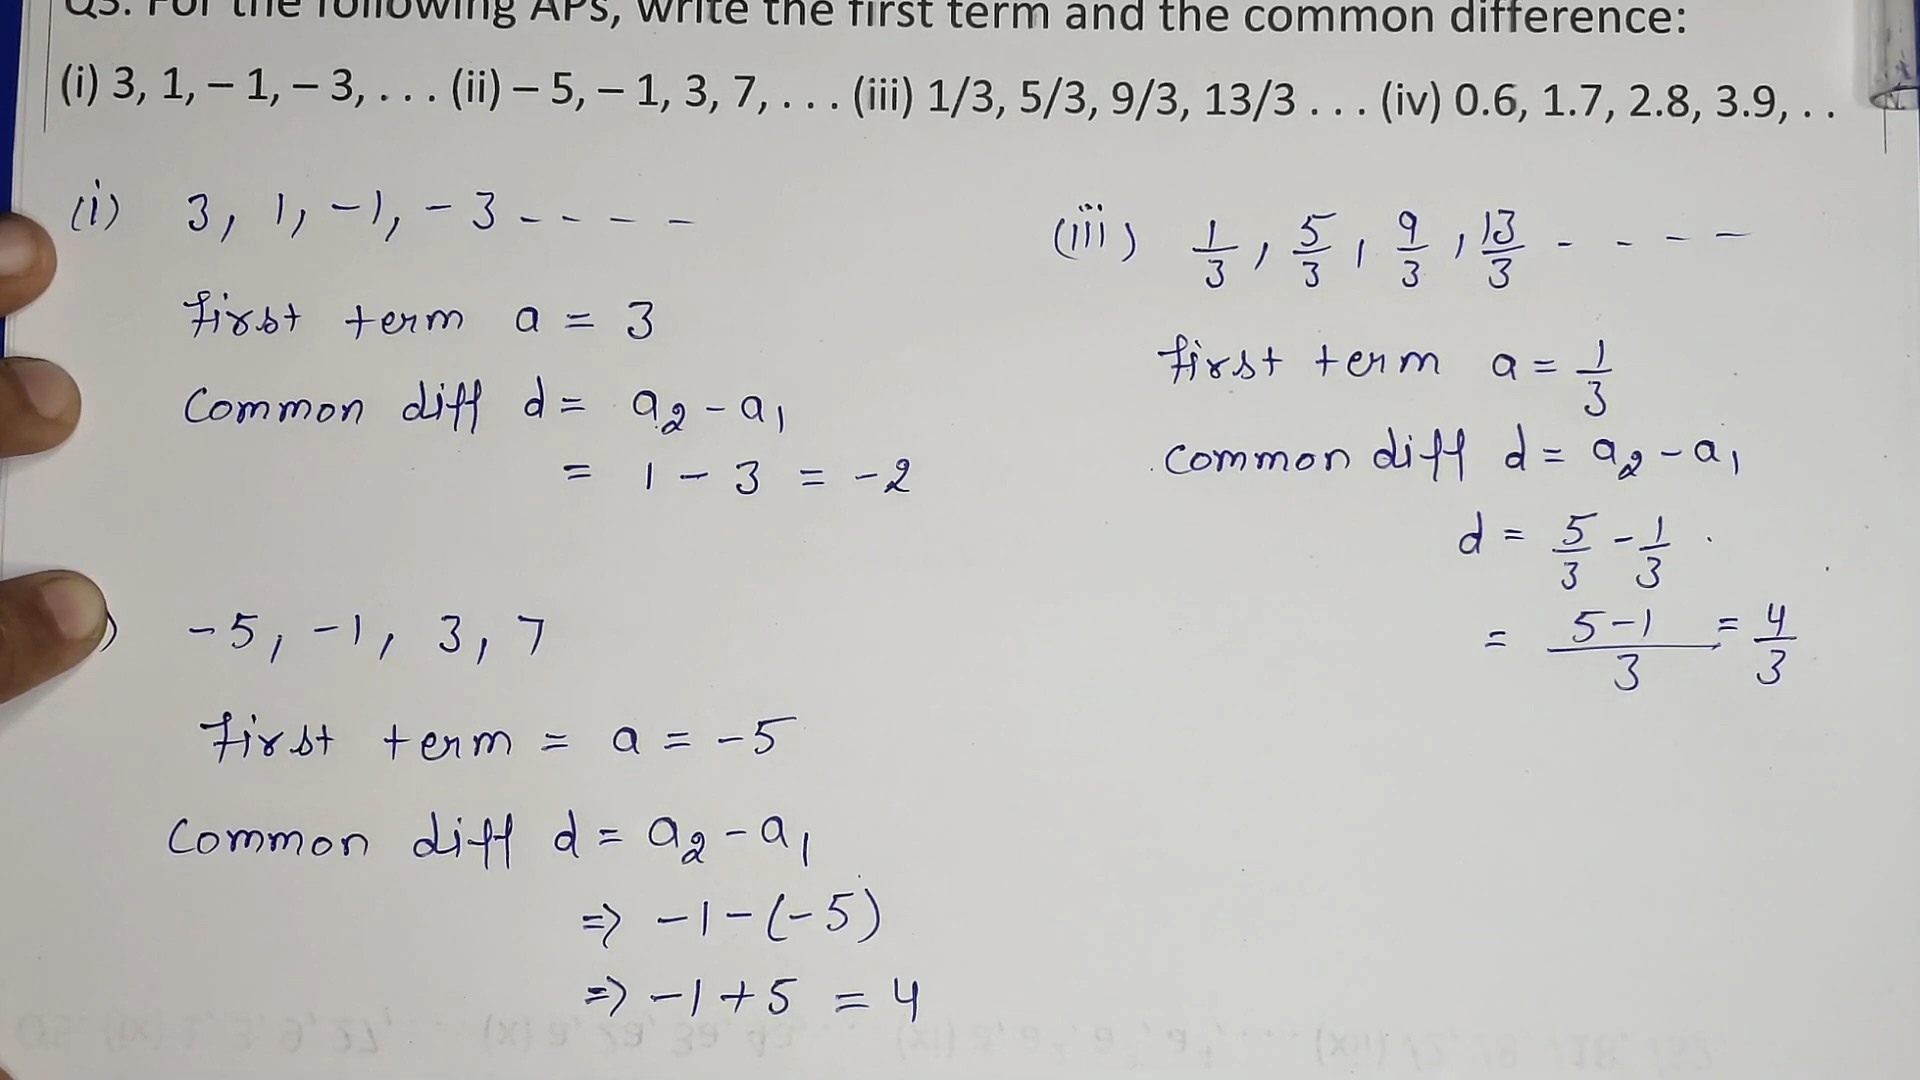 Q3. For the following APs, write the first term and the common difference:
(i) 3, 1, – 1, – 3, . . . (ii) – 5, – 1, 3, 7, . . . (iii) 1/3, 5/3, 9/3, 13/3 . . . (iv) 0.6, 1.7, 2.8, 3.9, . .
(i) 3, 1, -1, -3 - - - -
First term a = 3
Common diff d = a₂ - a₁
= 1 - 3 = -2
) -5, -1, 3, 7
First term = a = -5
Common diff d = a₂ - a₁
=> -1 - (-5)
=> -1 + 5 = 4
(iii) 1/3, 5/3, 9/3, 13/3 - - - -
First term a = 1/3
Common diff d = a₂ - a₁
d = 5/3 - 1/3
= 5-1/3 = 4/3